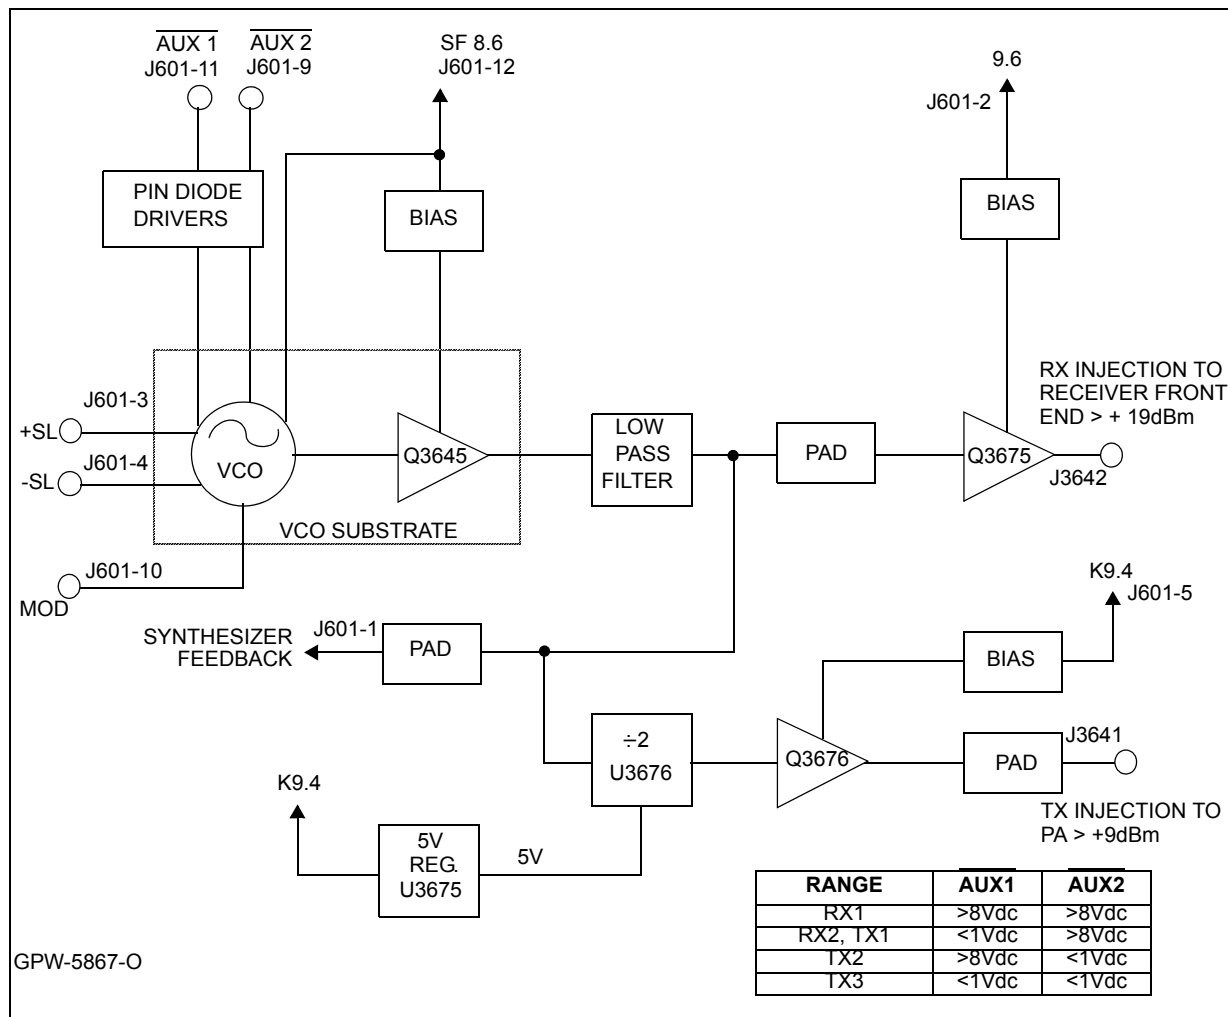 AUX 1
J601-11
AUX 2
J601-9
SF 8.6
J601-12
9.6
J601-2
PIN DIODE
DRIVERS
BIAS
BIAS
J601-3
+SL
J601-4
-SL
VCO
Q3645
VCO SUBSTRATE
LOW
PASS
FILTER
PAD
Q3675
RX INJECTION TO
RECEIVER FRONT
END > + 19dBm
J3642
J601-10
MOD
SYNTHESIZER
FEEDBACK
J601-1
PAD
K9.4
J601-5
BIAS
÷2
U3676
Q3676
PAD
J3641
TX INJECTION TO
PA > +9dBm
K9.4
5V
REG.
U3675
5V
RANGE AUX1 AUX2
RX1 >8Vdc >8Vdc
RX2, TX1 <1Vdc >8Vdc
TX2 >8Vdc <1Vdc
TX3 <1Vdc <1Vdc
GPW-5867-O